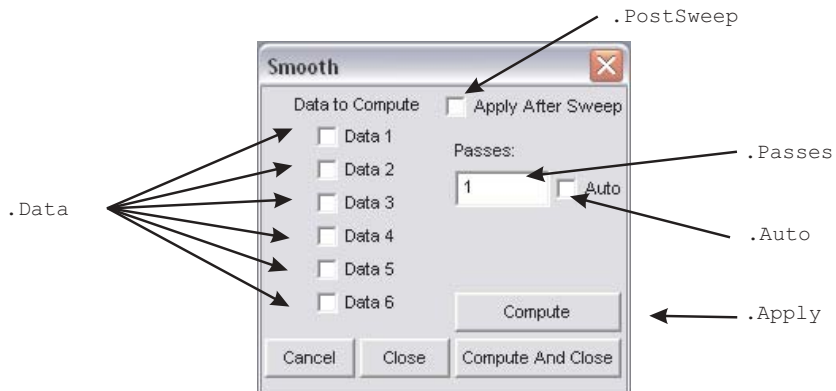 .PostSweep
Smooth
Data to Compute
Apply After Sweep
Data 1
Data 2
Data 3
Data 4
Data 5
Data 6
Passes:
1
Auto
.Passes
.Auto
.Data
Compute
.Apply
Cancel
Close
Compute And Close